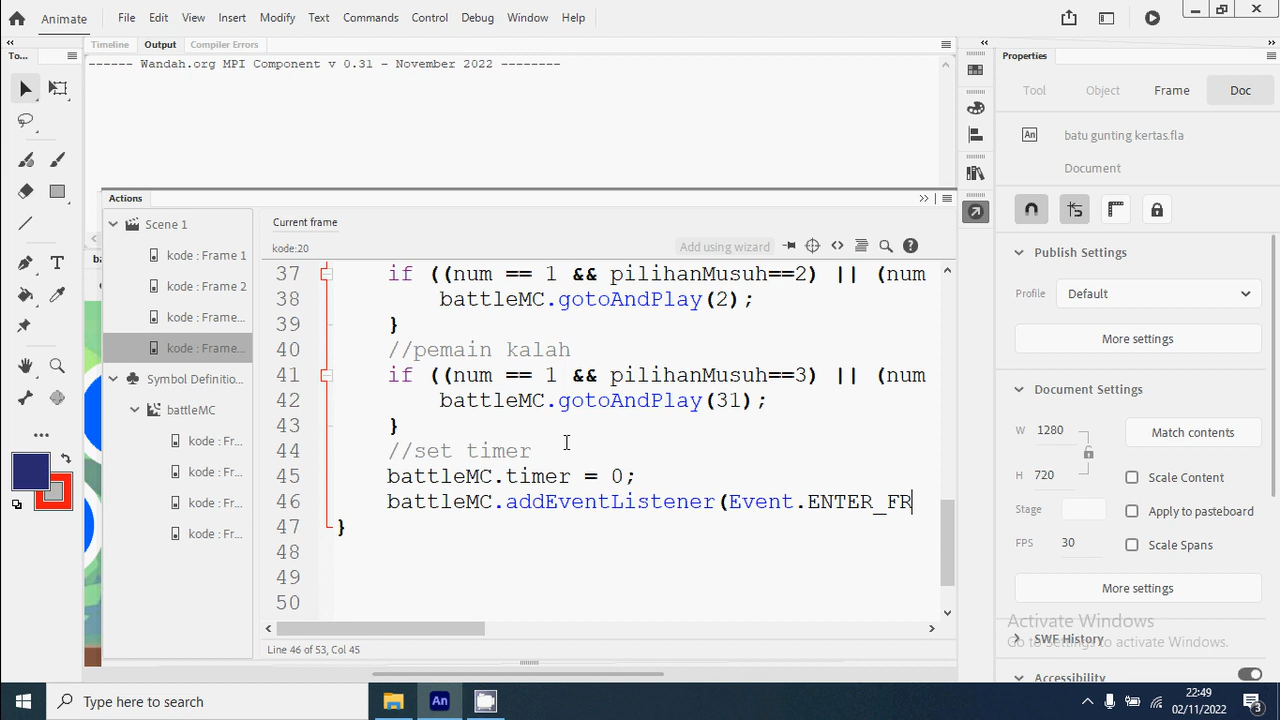 Animate
File Edit View Insert Modify Text Commands Control Debug Window Help
To...
Timeline Output Compiler Errors
------ Wandah.org MPI Component v 0.31 - November 2022 --------
Actions
Scene 1
kode : Frame 1
kode : Frame 2
kode : Frame...
kode : Frame...
Symbol Definitio...
battleMC
kode : Fr...
kode : Fr...
kode : Fr...
kode : Fr...
Current frame
kode:20
Add using wizard
37 if ((num == 1 && pilihanMusuh==2) || (num
38 battleMC.gotoAndPlay(2);
39 }
40 //pemain kalah
41 if ((num == 1 && pilihanMusuh==3) || (num
42 battleMC.gotoAndPlay(31);
43 }
44 //set timer
45 battleMC.timer = 0;
46 battleMC.addEventListener(Event.ENTER_FR
47 }
48
49
50
Line 46 of 53, Col 45
Properties
Tool Object Frame Doc
An batu gunting kertas.fla
Document
Publish Settings
Profile Default
More settings
Document Settings
W 1280
Match contents
H 720
Scale Content
Stage
Apply to pasteboard
FPS 30
Scale Spans
More settings
Activate Windows
Go to Settings to activate Windows.
SWF History
Accessibility
Type here to search
An
22:49
02/11/2022
3